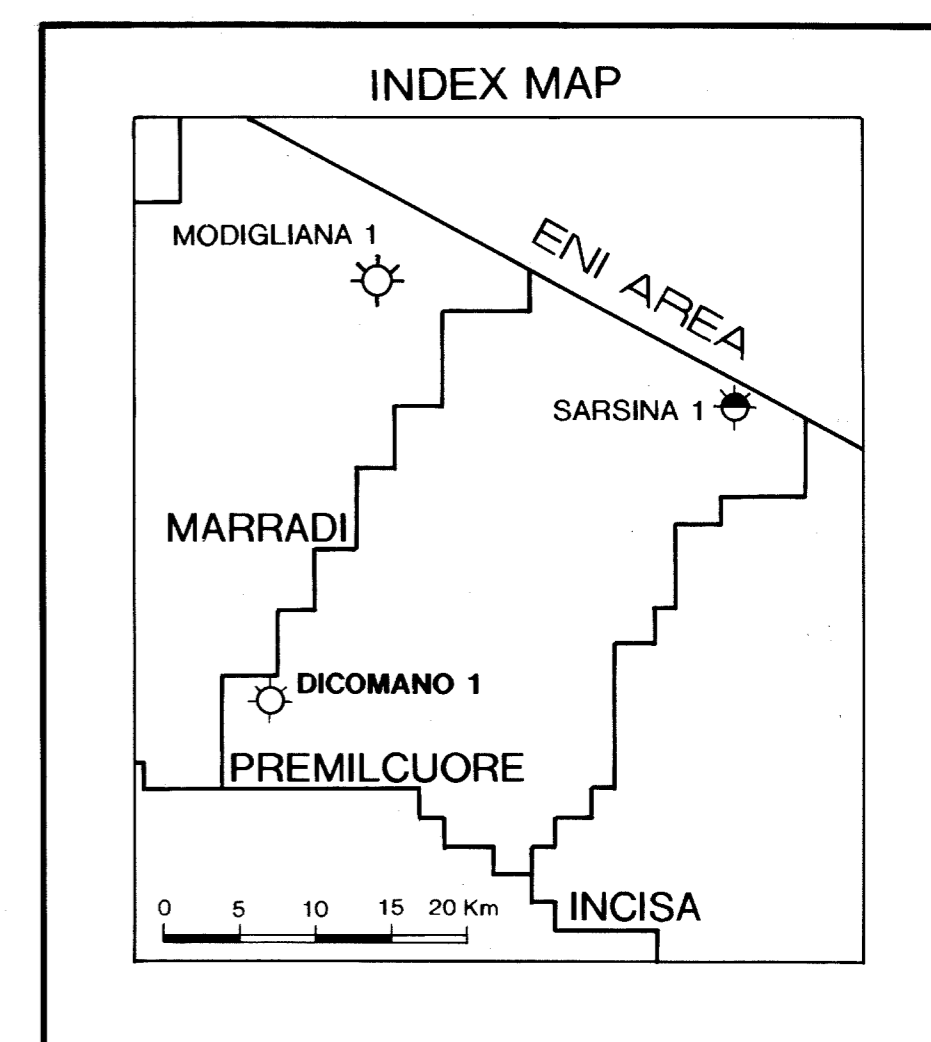 INDEX MAP
MODIGLIANA 1
ENI AREA
SARSINA 1
MARRADI
DICOMANO 1
PREMILCUORE
INCISA
0 5 10 15 20 Km